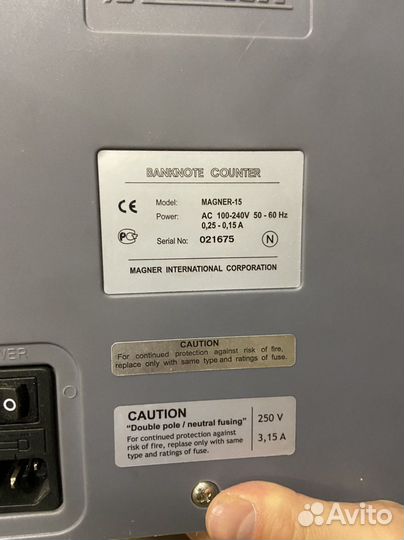 BANKNOTE COUNTER
CE
Model: MAGNER-15
Power: AC 100-240V 50 - 60 Hz
0,25 - 0,15 A
Serial No: 021675 N
MAGNER INTERNATIONAL CORPORATION
CAUTION
For continued protection against risk of fire,
replace only with same type and ratings of fuse.
CAUTION
"Double pole / neutral fusing"
For continued protection against
risk of fire, replase only with same
type and ratings of fuse.
250 V
3,15 A
Avito